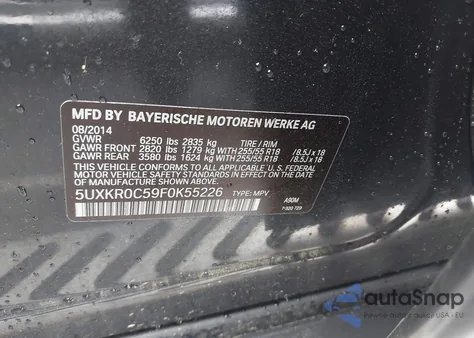 MFD BY BAYERISCHE MOTOREN WERKE AG
08/2014
GVWR 6250 lbs 2835 kg TIRE / RIM
GAWR FRONT 2820 lbs 1279 kg WITH 255/55 R18 / 8.5J x 18
GAWR REAR 3580 lbs 1624 kg WITH 255/55 R18 / 8.5J x 18
THIS VEHICLE CONFORMS TO ALL APPLICABLE U. S. FEDERAL
MOTOR VEHICLE SAFETY STANDARDS IN EFFECT ON THE DATE OF
MANUFACTURE SHOWN ABOVE.
5UXKR0C59F0K55226 TYPE: MPV
A90M
autoSnap